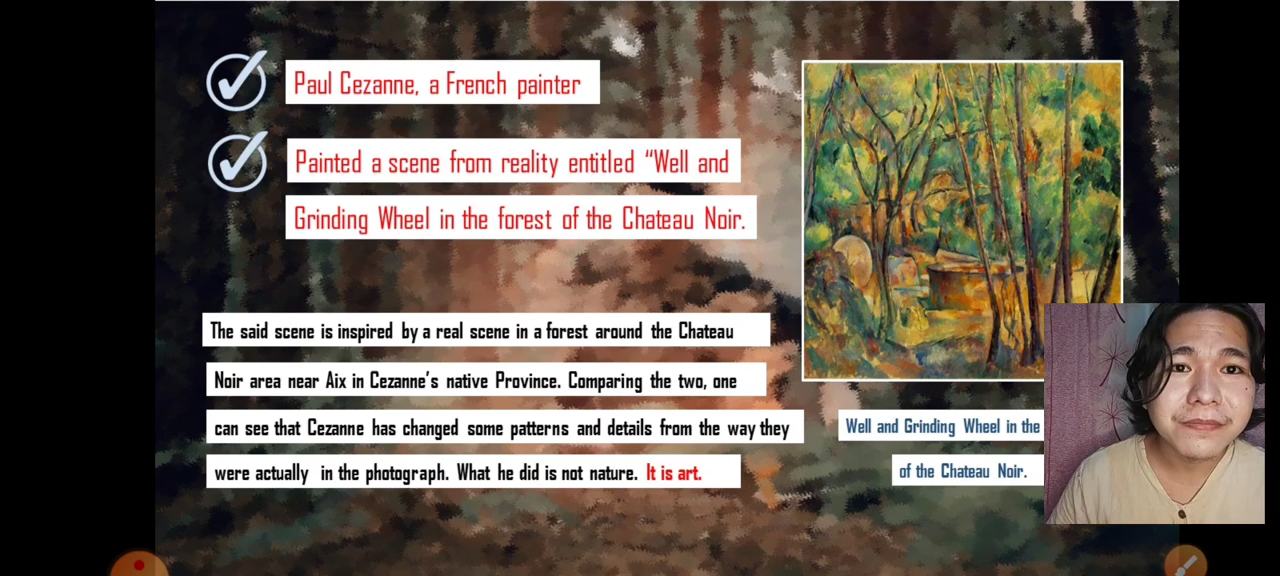 Paul Cezanne, a French painter
Painted a scene from reality entitled “Well and
Grinding Wheel in the forest of the Chateau Noir.
The said scene is inspired by a real scene in a forest around the Chateau
Noir area near Aix in Cezanne’s native Province. Comparing the two, one
can see that Cezanne has changed some patterns and details from the way they
were actually in the photograph. What he did is not nature. It is art.
Well and Grinding Wheel in the
of the Chateau Noir.